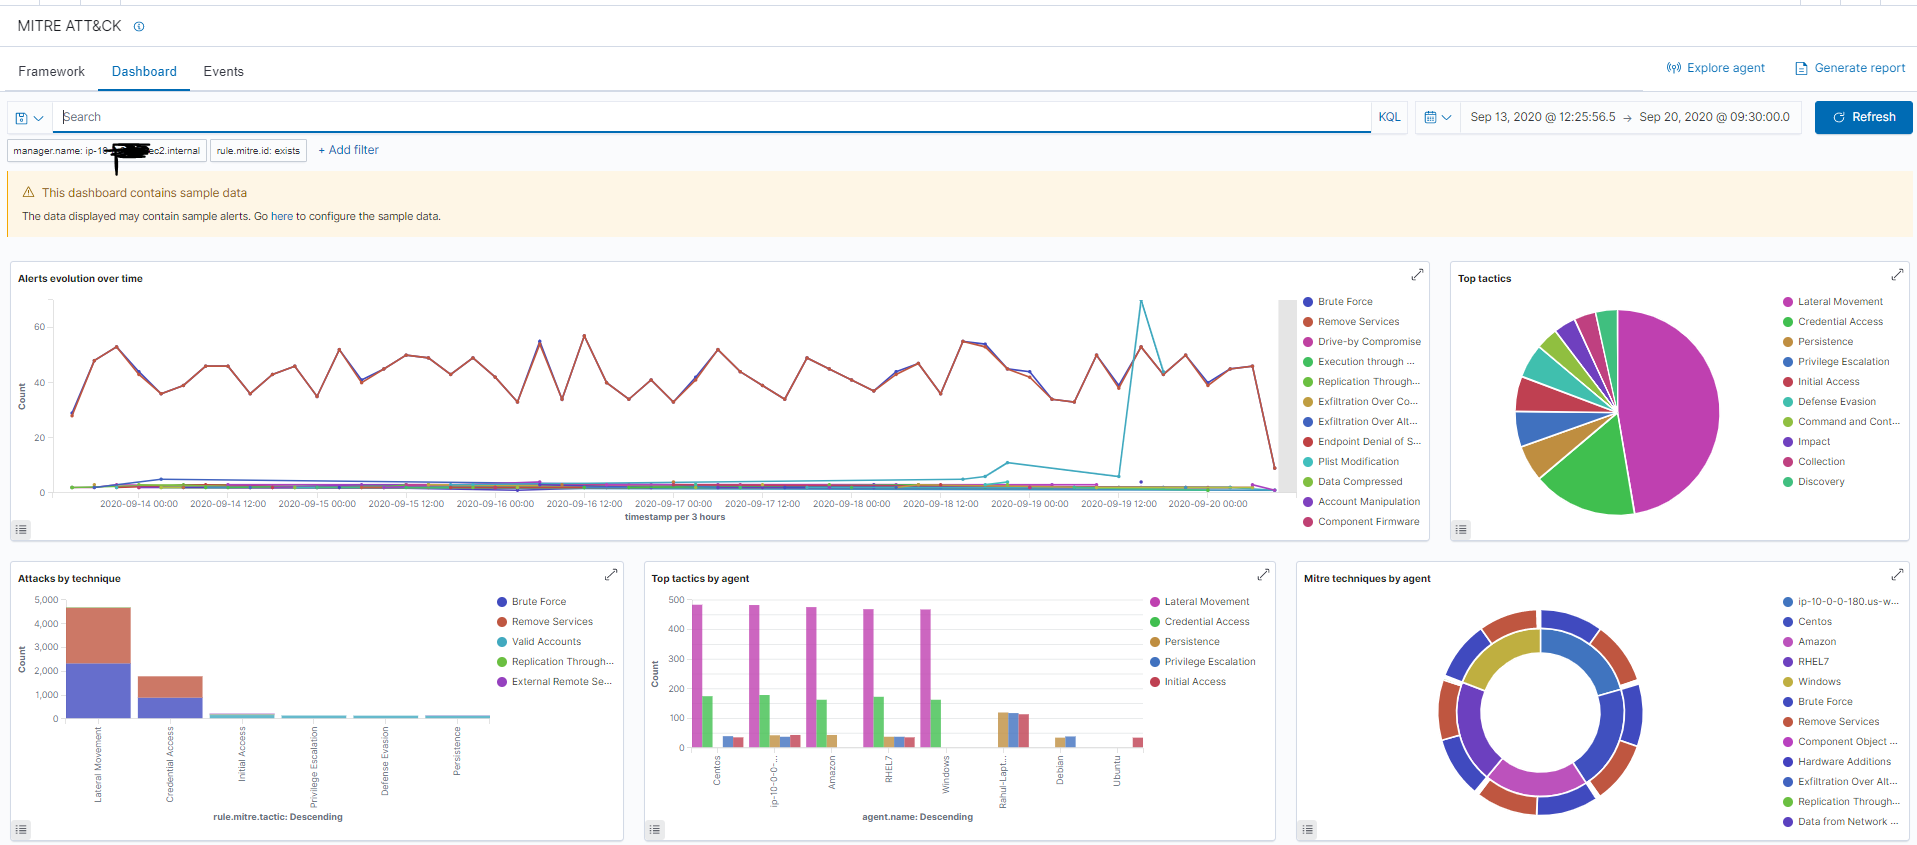 MITRE ATT&CK
Framework Dashboard Events Explore agent Generate report
Search KQL Sep 13, 2020 @ 12:25:56.5 → Sep 20, 2020 @ 09:30:00.0 Refresh
manager.name: ip-10 ec2.internal rule.mitre.id: exists + Add filter
This dashboard contains sample data
The data displayed may contain sample alerts. Go here to configure the sample data.
Alerts evolution over time
Count
60
40
20
0
2020-09-14 00:00 2020-09-14 12:00 2020-09-15 00:00 2020-09-15 12:00 2020-09-16 00:00 2020-09-16 12:00 2020-09-17 00:00 2020-09-17 12:00 2020-09-18 00:00 2020-09-18 12:00 2020-09-19 00:00 2020-09-19 12:00 2020-09-20 00:00
timestamp per 3 hours
Brute Force
Remove Services
Drive-by Compromise
Execution through ...
Replication Through...
Exfiltration Over Co...
Exfiltration Over Alt...
Endpoint Denial of S...
Plist Modification
Data Compressed
Account Manipulation
Component Firmware
Top tactics
Lateral Movement
Credential Access
Persistence
Privilege Escalation
Initial Access
Defense Evasion
Command and Cont...
Impact
Collection
Discovery
Attacks by technique
Count
5,000
4,000
3,000
2,000
1,000
0
Lateral Movement
Credential Access
Initial Access
Privilege Escalation
Defense Evasion
Persistence
rule.mitre.tactic: Descending
Brute Force
Remove Services
Valid Accounts
Replication Through...
External Remote Se...
Top tactics by agent
Count
500
400
300
200
100
0
Centos
ip-10-0-0-...
Amazon
RHEL7
Windows
Rahul-Lapt...
Debian
Ubuntu
agent.name: Descending
Lateral Movement
Credential Access
Persistence
Privilege Escalation
Initial Access
Mitre techniques by agent
ip-10-0-0-180.us-w...
Centos
Amazon
RHEL7
Windows
Brute Force
Remove Services
Component Object ...
Hardware Additions
Exfiltration Over Alt...
Replication Through...
Data from Network ...